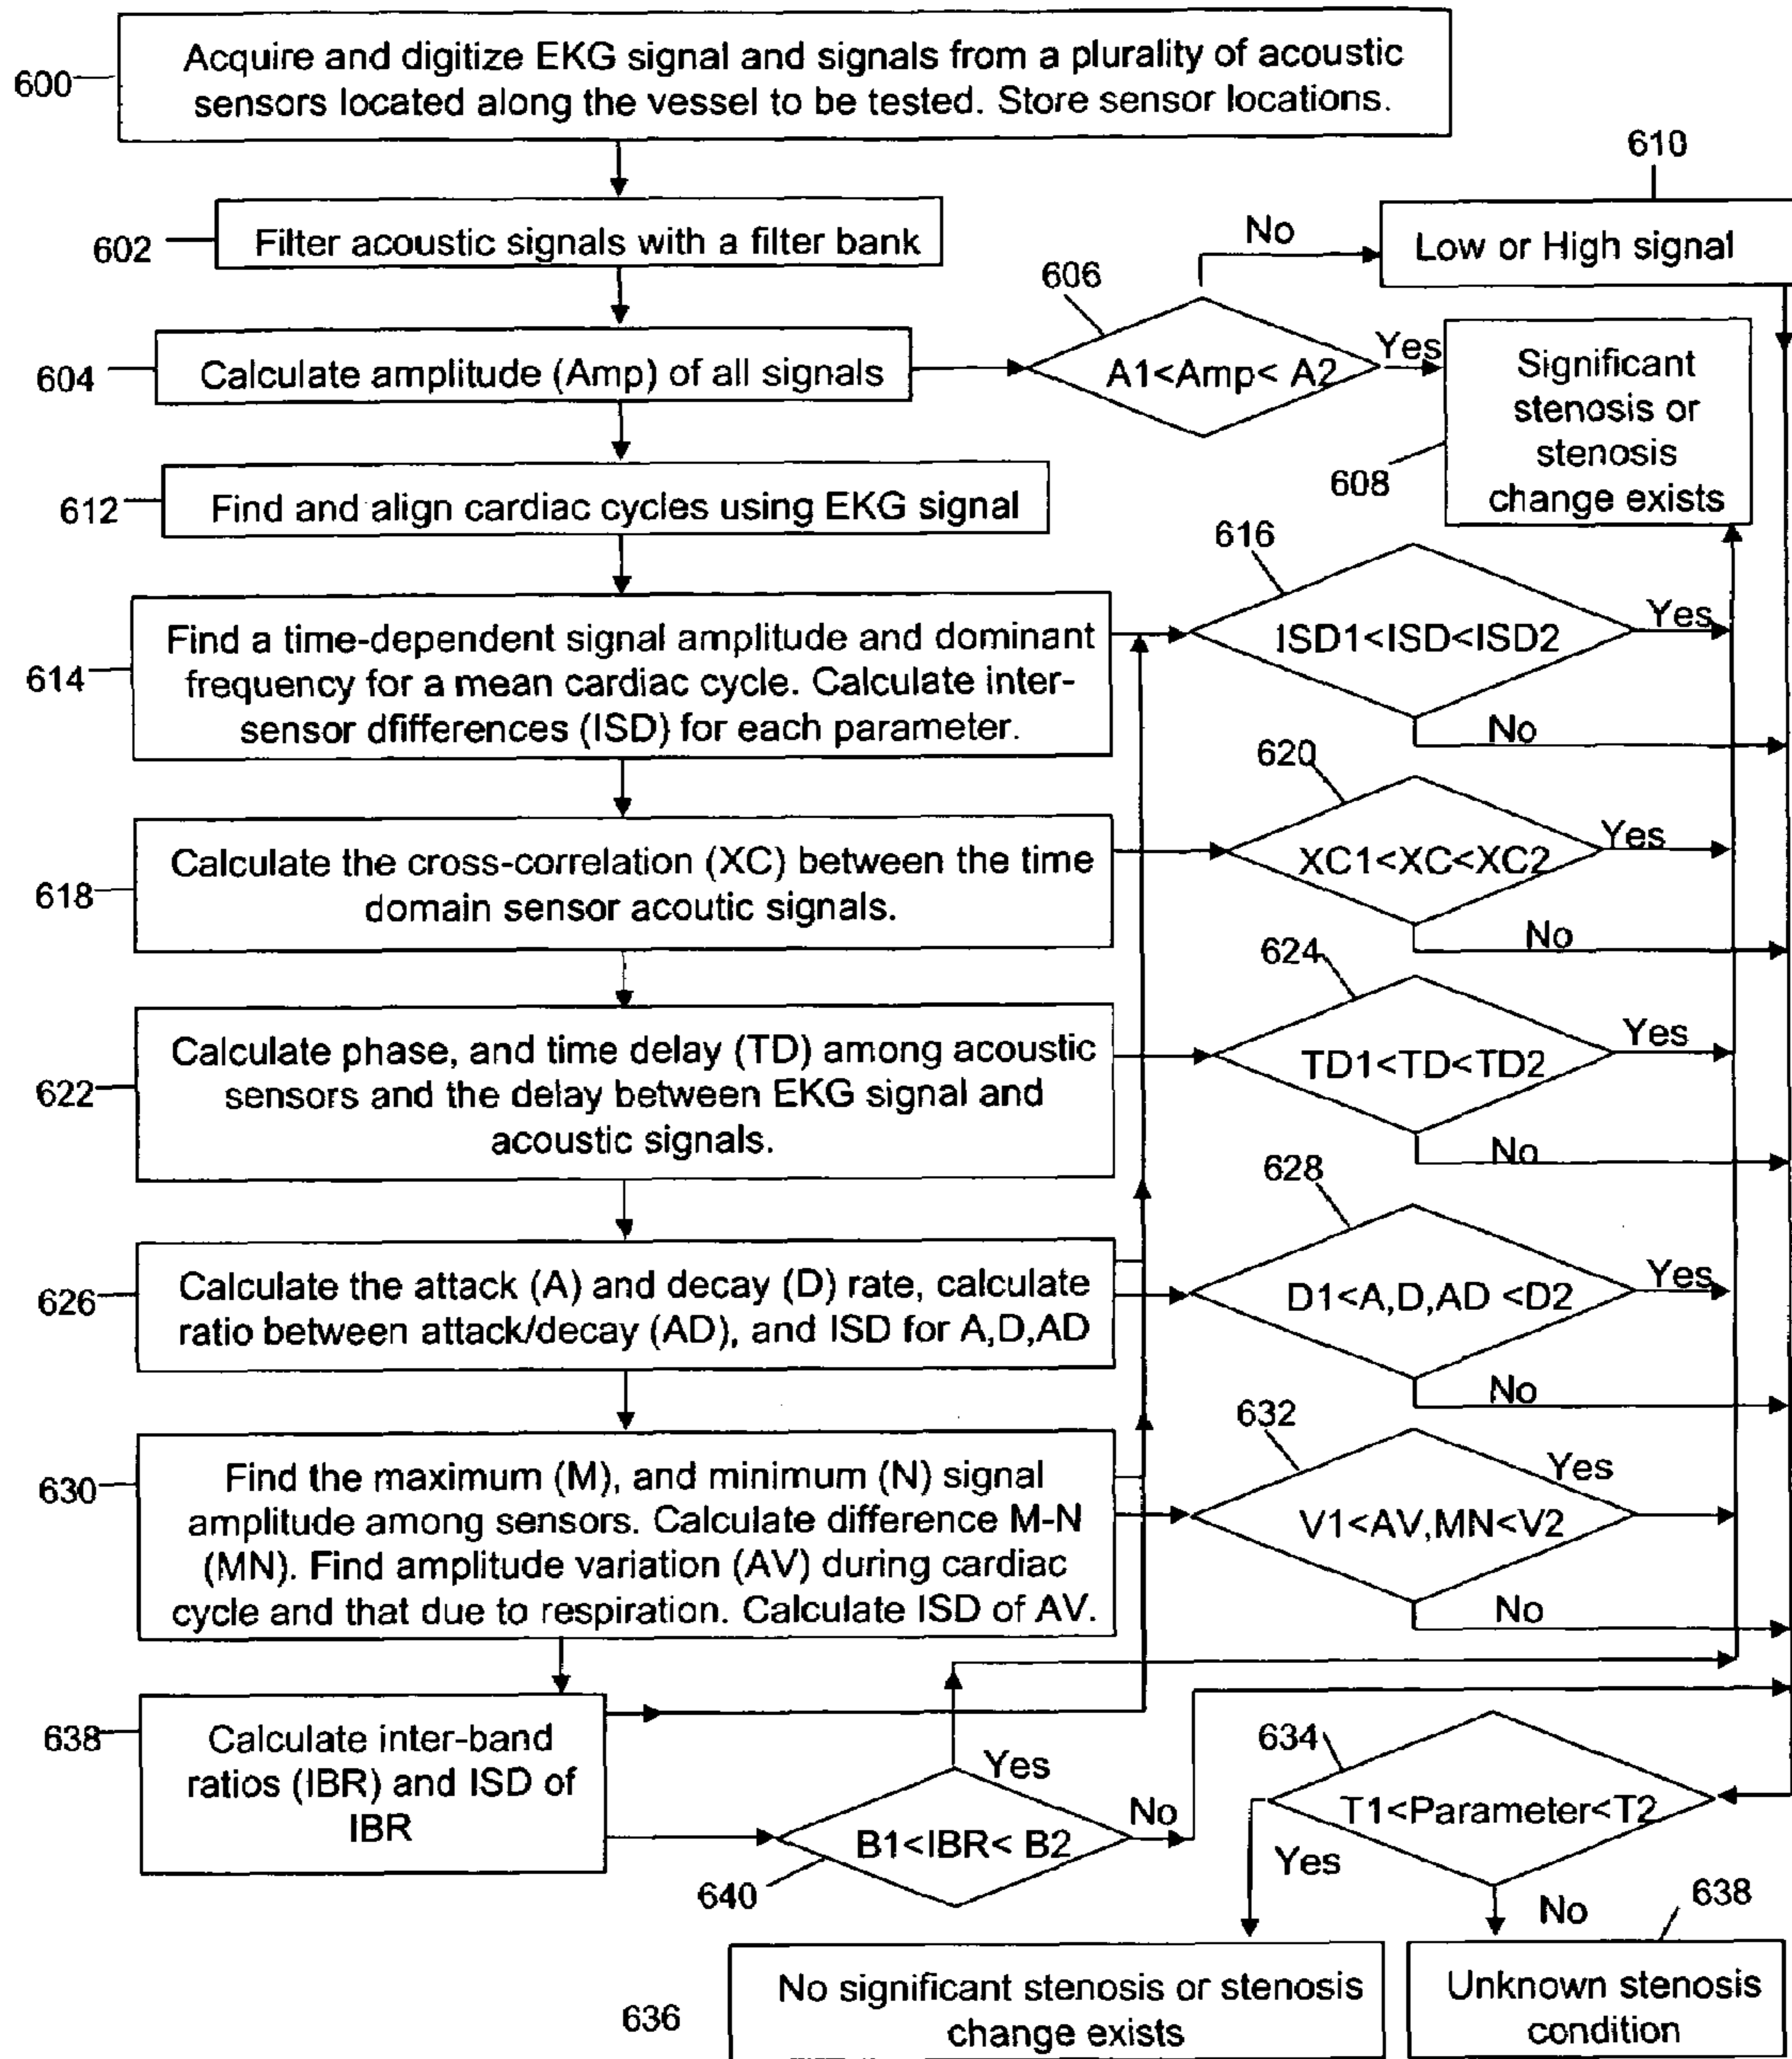 600
Acquire and digitize EKG signal and signals from a plurality of acoustic
sensors located along the vessel to be tested. Store sensor locations.
602
Filter acoustic signals with a filter bank
604
Calculate amplitude (Amp) of all signals
606
A1<Amp< A2
No
Yes
610
Low or High signal
608
Significant
stenosis or
stenosis
change exists
612
Find and align cardiac cycles using EKG signal
614
Find a time-dependent signal amplitude and dominant
frequency for a mean cardiac cycle. Calculate inter-
sensor dfifferences (ISD) for each parameter.
616
ISD1<ISD<ISD2
Yes
No
618
Calculate the cross-correlation (XC) between the time
domain sensor acoutic signals.
620
XC1<XC<XC2
Yes
No
622
Calculate phase, and time delay (TD) among acoustic
sensors and the delay between EKG signal and
acoustic signals.
624
TD1<TD<TD2
Yes
No
626
Calculate the attack (A) and decay (D) rate, calculate
ratio between attack/decay (AD), and ISD for A,D,AD
628
D1<A,D,AD <D2
Yes
No
630
Find the maximum (M), and minimum (N) signal
amplitude among sensors. Calculate difference M-N
(MN). Find amplitude variation (AV) during cardiac
cycle and that due to respiration. Calculate ISD of AV.
632
V1<AV,MN<V2
Yes
No
638
Calculate inter-band
ratios (IBR) and ISD of
IBR
640
B1<IBR< B2
Yes
No
634
T1<Parameter<T2
Yes
No
636
No significant stenosis or stenosis
change exists
638
Unknown stenosis
condition